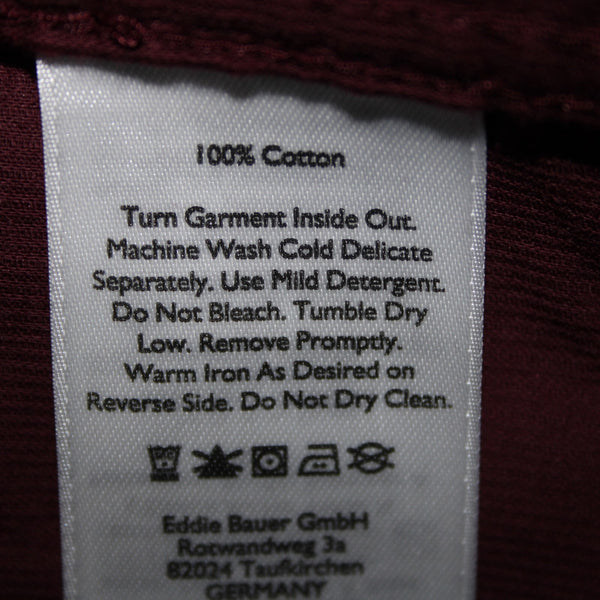 100% Cotton
Turn Garment Inside Out.
Machine Wash Cold Delicate
Separately. Use Mild Detergent.
Do Not Bleach. Tumble Dry
Low. Remove Promptly.
Warm Iron As Desired on
Reverse Side. Do Not Dry Clean.
Eddie Bauer GmbH
Rotwandweg 3a
82024 Taufkirchen
GERMANY